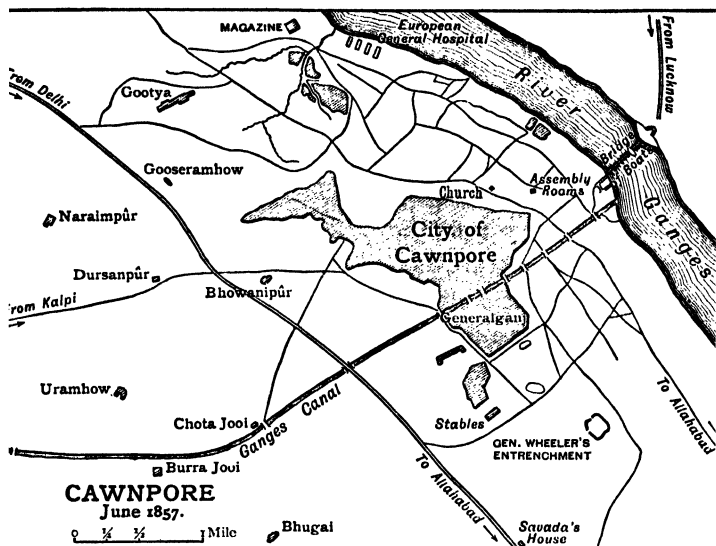 MAGAZINE
European
General Hospital
From Lucknow
River
Ganges
From Delhi
Gootya
Bridge
of Boats
Gooseramhow
Assembly
Rooms
Church
Naraimpûr
City of
Cawnpore
Dursanpûr
Bhowanipûr
From Kalpi
Generalganj
Uramhow
To Allahabad
Chota Jooi
Ganges Canal
Stables
GEN. WHEELER'S
ENTRENCHMENT
Burra Jooi
To Allahabad
CAWNPORE
June 1857.
0 ¼ ½ 1 Mile
Bhugai
Savada's
House